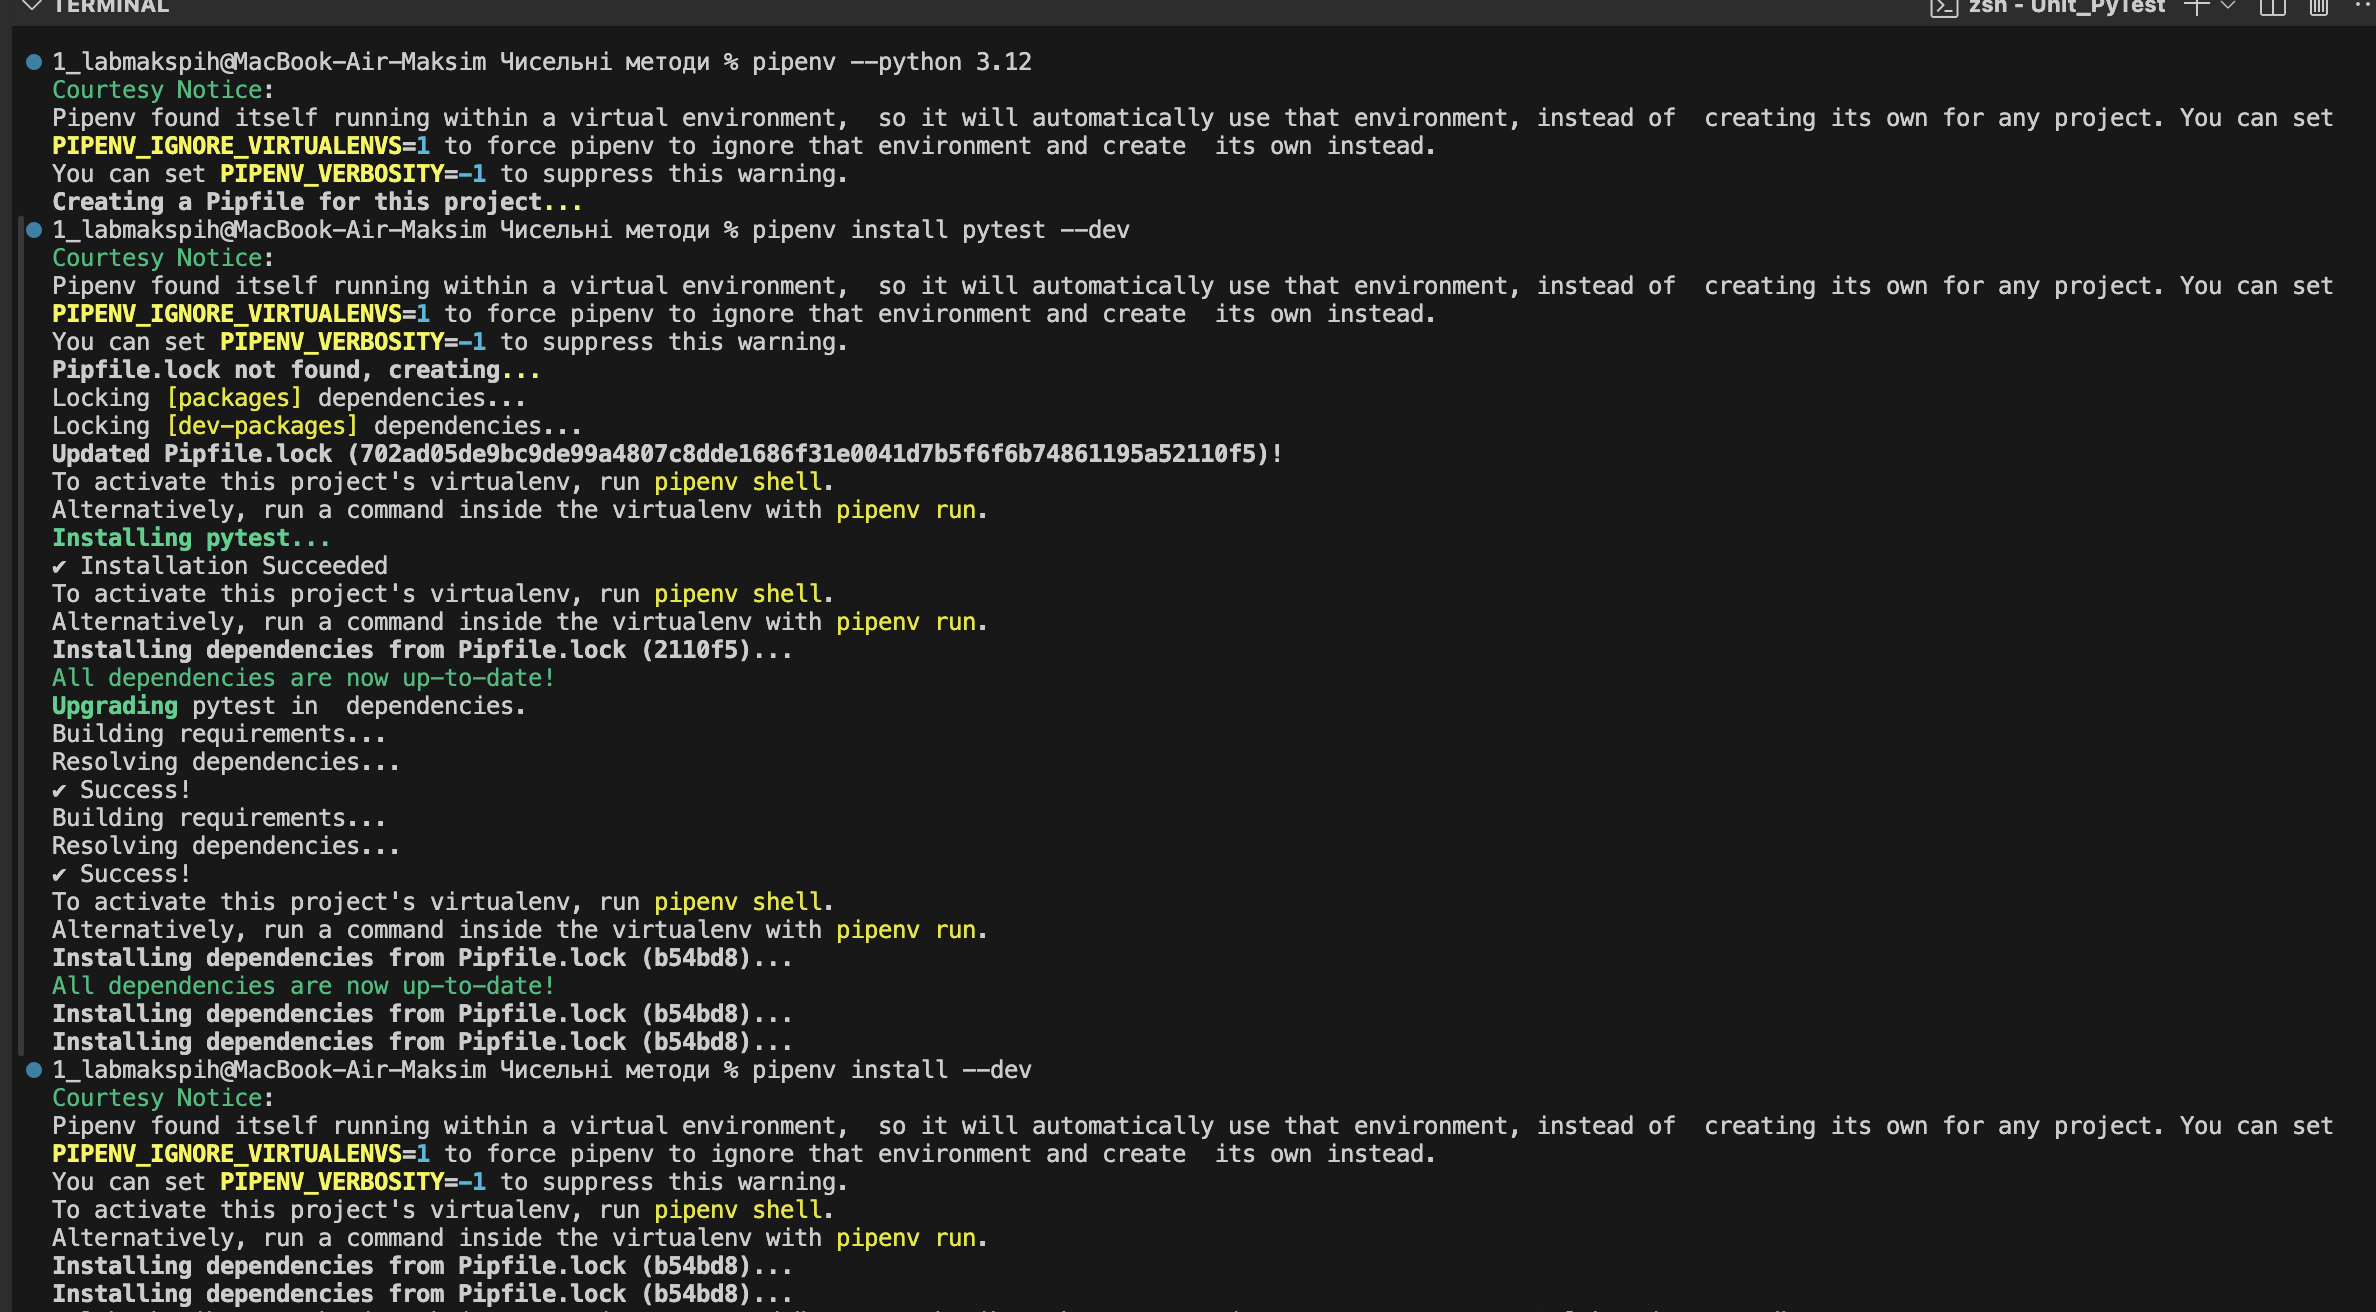 TERMINAL
zsh - Unit_PyTest
1_labmakspih@MacBook-Air-Maksim Чисельні методи % pipenv --python 3.12
Courtesy Notice:
Pipenv found itself running within a virtual environment,  so it will automatically use that environment, instead of  creating its own for any project. You can set
PIPENV_IGNORE_VIRTUALENVS=1 to force pipenv to ignore that environment and create  its own instead.
You can set PIPENV_VERBOSITY=-1 to suppress this warning.
Creating a Pipfile for this project...
1_labmakspih@MacBook-Air-Maksim Чисельні методи % pipenv install pytest --dev
Courtesy Notice:
Pipenv found itself running within a virtual environment,  so it will automatically use that environment, instead of  creating its own for any project. You can set
PIPENV_IGNORE_VIRTUALENVS=1 to force pipenv to ignore that environment and create  its own instead.
You can set PIPENV_VERBOSITY=-1 to suppress this warning.
Pipfile.lock not found, creating...
Locking [packages] dependencies...
Locking [dev-packages] dependencies...
Updated Pipfile.lock (702ad05de9bc9de99a4807c8dde1686f31e0041d7b5f6f6b74861195a52110f5)!
To activate this project's virtualenv, run pipenv shell.
Alternatively, run a command inside the virtualenv with pipenv run.
Installing pytest...
✔ Installation Succeeded
To activate this project's virtualenv, run pipenv shell.
Alternatively, run a command inside the virtualenv with pipenv run.
Installing dependencies from Pipfile.lock (2110f5)...
All dependencies are now up-to-date!
Upgrading pytest in  dependencies.
Building requirements...
Resolving dependencies...
✔ Success!
Building requirements...
Resolving dependencies...
✔ Success!
To activate this project's virtualenv, run pipenv shell.
Alternatively, run a command inside the virtualenv with pipenv run.
Installing dependencies from Pipfile.lock (b54bd8)...
All dependencies are now up-to-date!
Installing dependencies from Pipfile.lock (b54bd8)...
Installing dependencies from Pipfile.lock (b54bd8)...
1_labmakspih@MacBook-Air-Maksim Чисельні методи % pipenv install --dev
Courtesy Notice:
Pipenv found itself running within a virtual environment,  so it will automatically use that environment, instead of  creating its own for any project. You can set
PIPENV_IGNORE_VIRTUALENVS=1 to force pipenv to ignore that environment and create  its own instead.
You can set PIPENV_VERBOSITY=-1 to suppress this warning.
To activate this project's virtualenv, run pipenv shell.
Alternatively, run a command inside the virtualenv with pipenv run.
Installing dependencies from Pipfile.lock (b54bd8)...
Installing dependencies from Pipfile.lock (b54bd8)...